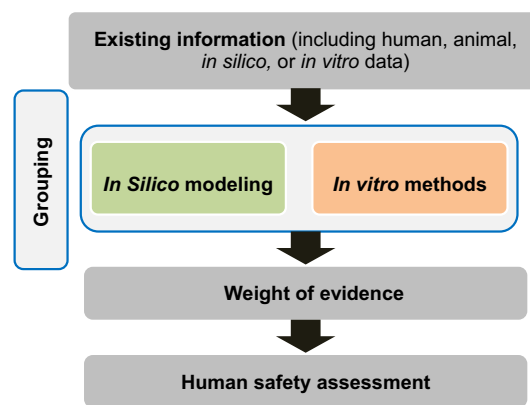 Existing information (including human, animal,
in silico, or in vitro data)
Grouping
In Silico modeling
In vitro methods
Weight of evidence
Human safety assessment